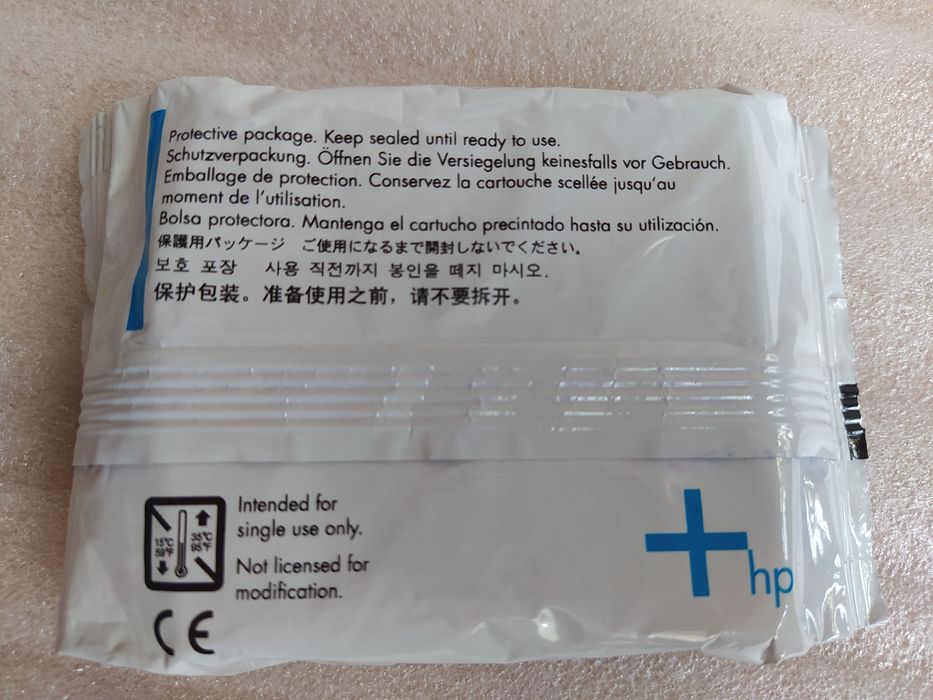 Protective package. Keep sealed until ready to use.
Schutzverpackung. Öffnen Sie die Versiegelung keinesfalls vor Gebrauch.
Emballage de protection. Conservez la cartouche scellée jusqu'au
moment de l'utilisation.
Bolsa protectora. Mantenga el cartucho precintado hasta su utilización.
保護用パッケージ ご使用になるまで開封しないでください。
보호 포장 사용 직전까지 봉인을 떼지 마시오.
保护包装。准备使用之前，请不要拆开。
Intended for
single use only.
15°C 35°C
59°F 95°F
Not licensed for
modification.
hp
CE